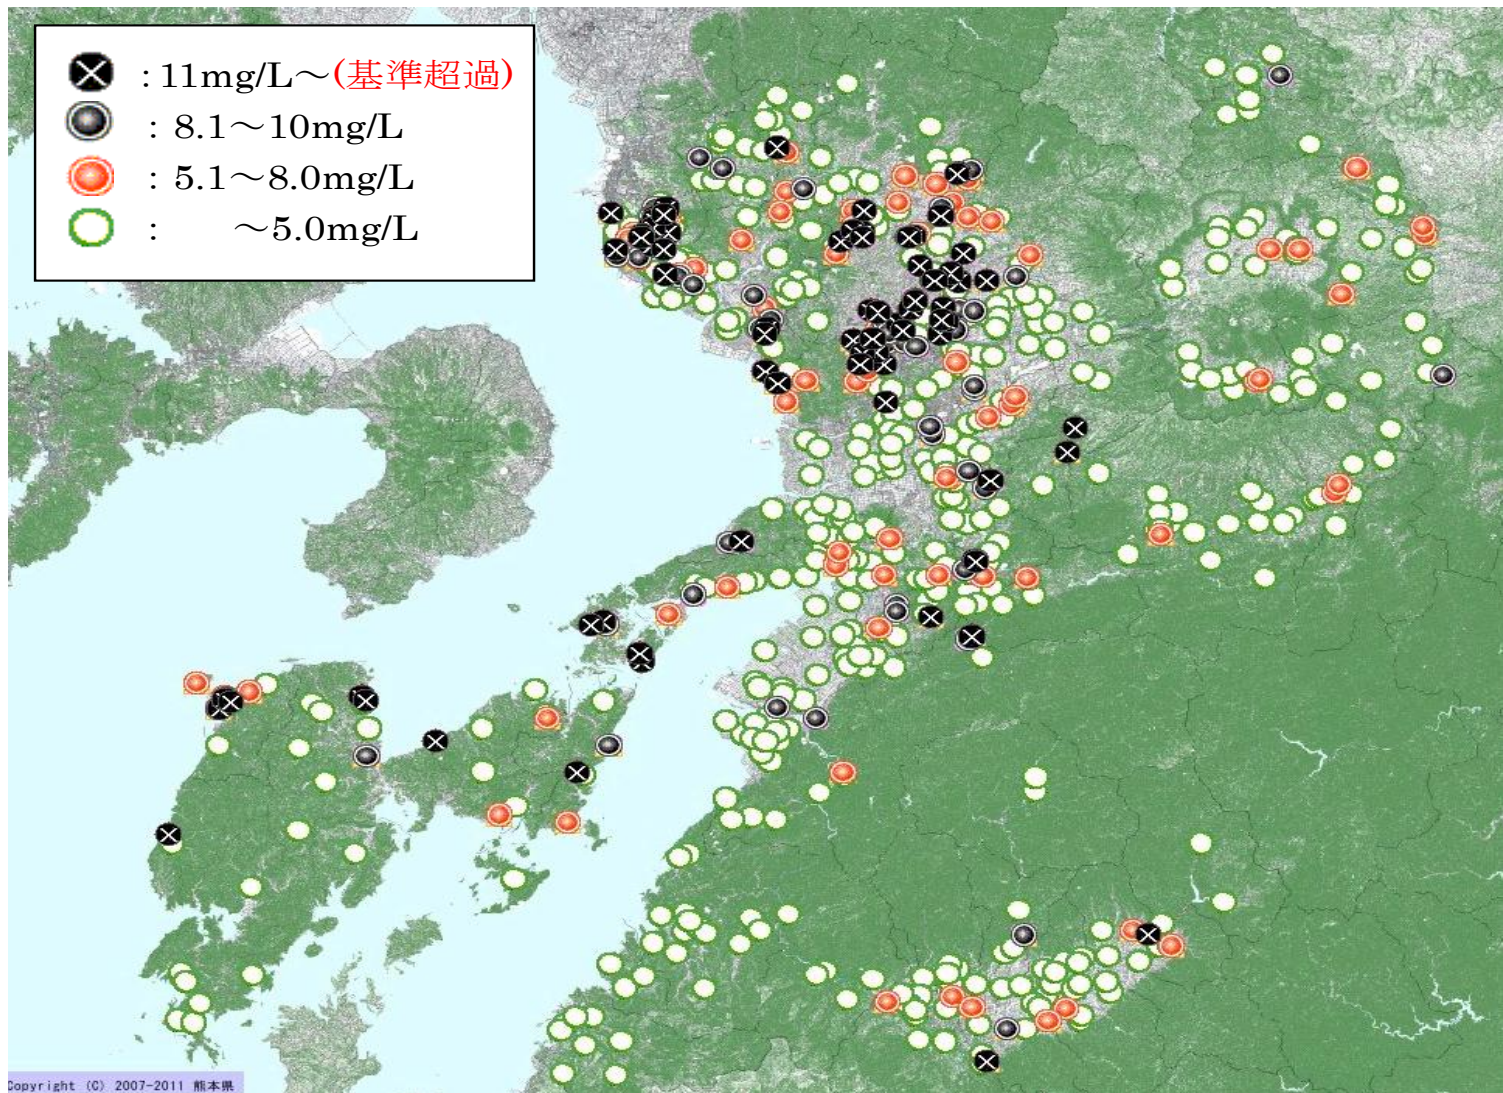 : 11mg/L～(基準超過)
: 8.1～10mg/L
: 5.1～8.0mg/L
: ～5.0mg/L
Copyright (C) 2007-2011 熊本県